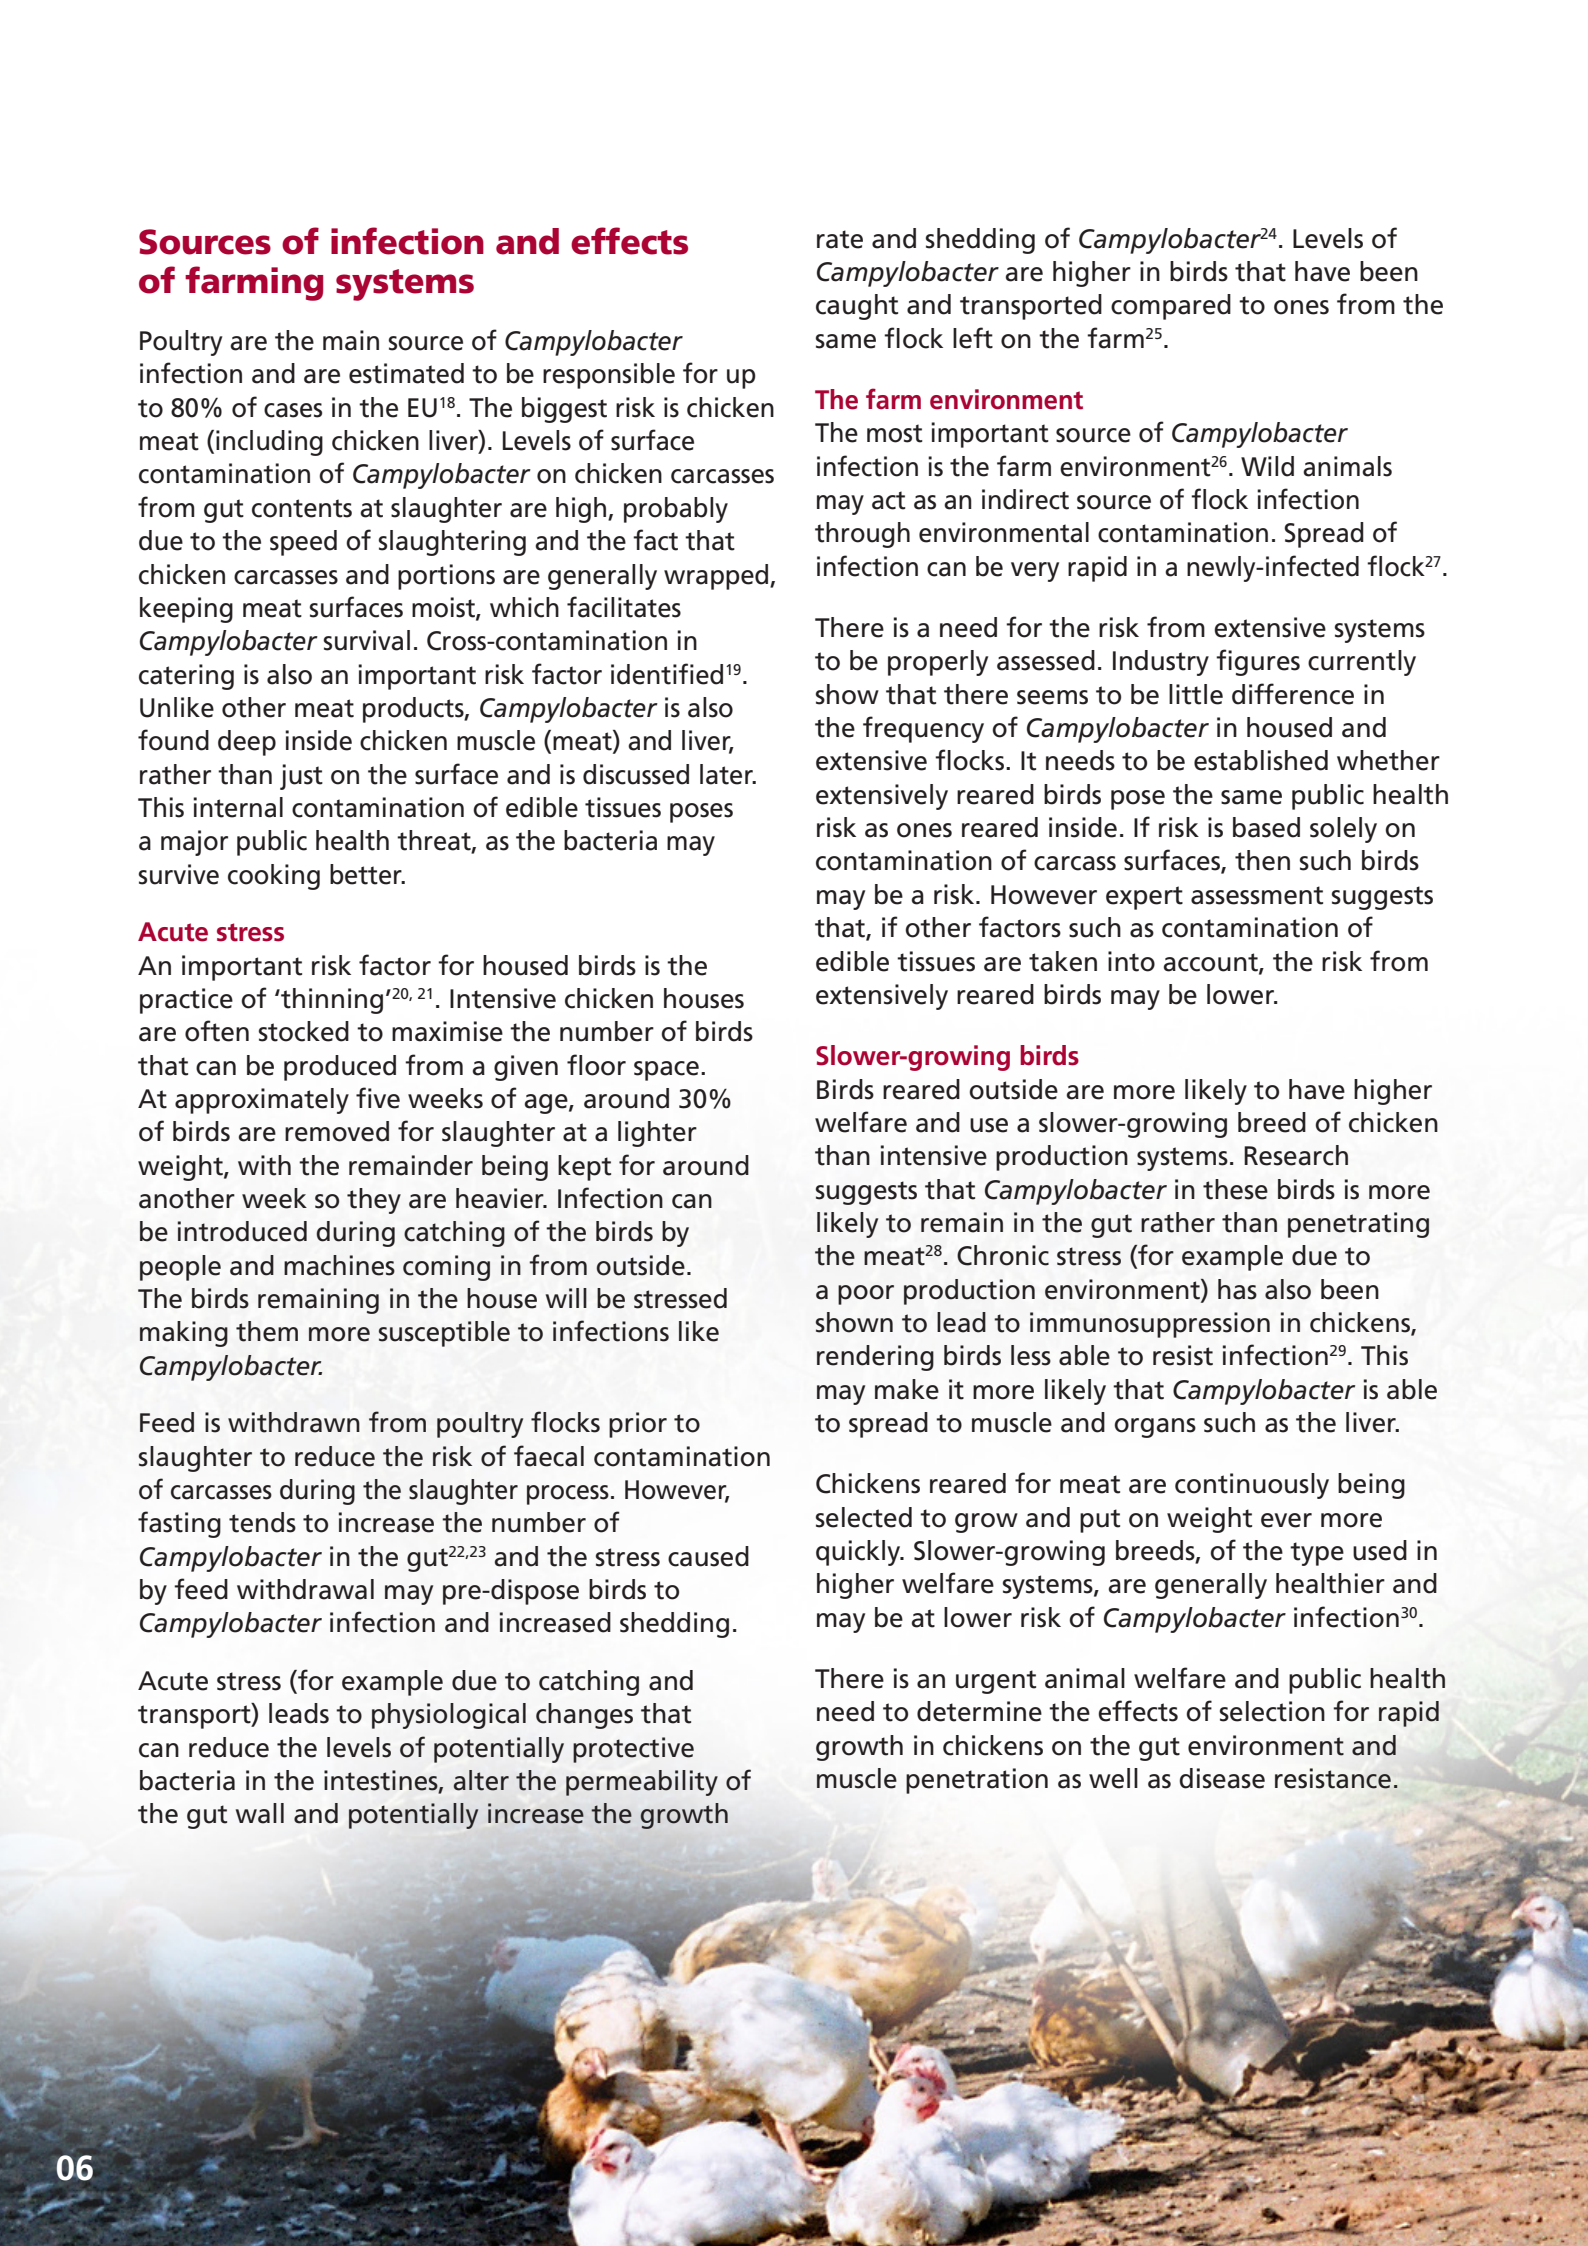 Sources of infection and effects
of farming systems
Poultry are the main source of Campylobacter
infection and are estimated to be responsible for up
to 80% of cases in the EU18. The biggest risk is chicken
meat (including chicken liver). Levels of surface
contamination of Campylobacter on chicken carcasses
from gut contents at slaughter are high, probably
due to the speed of slaughtering and the fact that
chicken carcasses and portions are generally wrapped,
keeping meat surfaces moist, which facilitates
Campylobacter survival. Cross-contamination in
catering is also an important risk factor identified19.
Unlike other meat products, Campylobacter is also
found deep inside chicken muscle (meat) and liver,
rather than just on the surface and is discussed later.
This internal contamination of edible tissues poses
a major public health threat, as the bacteria may
survive cooking better.
Acute stress
An important risk factor for housed birds is the
practice of ‘thinning’20, 21. Intensive chicken houses
are often stocked to maximise the number of birds
that can be produced from a given floor space.
At approximately five weeks of age, around 30%
of birds are removed for slaughter at a lighter
weight, with the remainder being kept for around
another week so they are heavier. Infection can
be introduced during catching of the birds by
people and machines coming in from outside.
The birds remaining in the house will be stressed
making them more susceptible to infections like
Campylobacter.
Feed is withdrawn from poultry flocks prior to
slaughter to reduce the risk of faecal contamination
of carcasses during the slaughter process. However,
fasting tends to increase the number of
Campylobacter in the gut22,23 and the stress caused
by feed withdrawal may pre-dispose birds to
Campylobacter infection and increased shedding.
Acute stress (for example due to catching and
transport) leads to physiological changes that
can reduce the levels of potentially protective
bacteria in the intestines, alter the permeability of
the gut wall and potentially increase the growth
rate and shedding of Campylobacter24. Levels of
Campylobacter are higher in birds that have been
caught and transported compared to ones from the
same flock left on the farm25.
The farm environment
The most important source of Campylobacter
infection is the farm environment26. Wild animals
may act as an indirect source of flock infection
through environmental contamination. Spread of
infection can be very rapid in a newly-infected flock27.
There is a need for the risk from extensive systems
to be properly assessed. Industry figures currently
show that there seems to be little difference in
the frequency of Campylobacter in housed and
extensive flocks. It needs to be established whether
extensively reared birds pose the same public health
risk as ones reared inside. If risk is based solely on
contamination of carcass surfaces, then such birds
may be a risk. However expert assessment suggests
that, if other factors such as contamination of
edible tissues are taken into account, the risk from
extensively reared birds may be lower.
Slower-growing birds
Birds reared outside are more likely to have higher
welfare and use a slower-growing breed of chicken
than intensive production systems. Research
suggests that Campylobacter in these birds is more
likely to remain in the gut rather than penetrating
the meat28. Chronic stress (for example due to
a poor production environment) has also been
shown to lead to immunosuppression in chickens,
rendering birds less able to resist infection29. This
may make it more likely that Campylobacter is able
to spread to muscle and organs such as the liver.
Chickens reared for meat are continuously being
selected to grow and put on weight ever more
quickly. Slower-growing breeds, of the type used in
higher welfare systems, are generally healthier and
may be at lower risk of Campylobacter infection30.
There is an urgent animal welfare and public health
need to determine the effects of selection for rapid
growth in chickens on the gut environment and
muscle penetration as well as disease resistance.
06